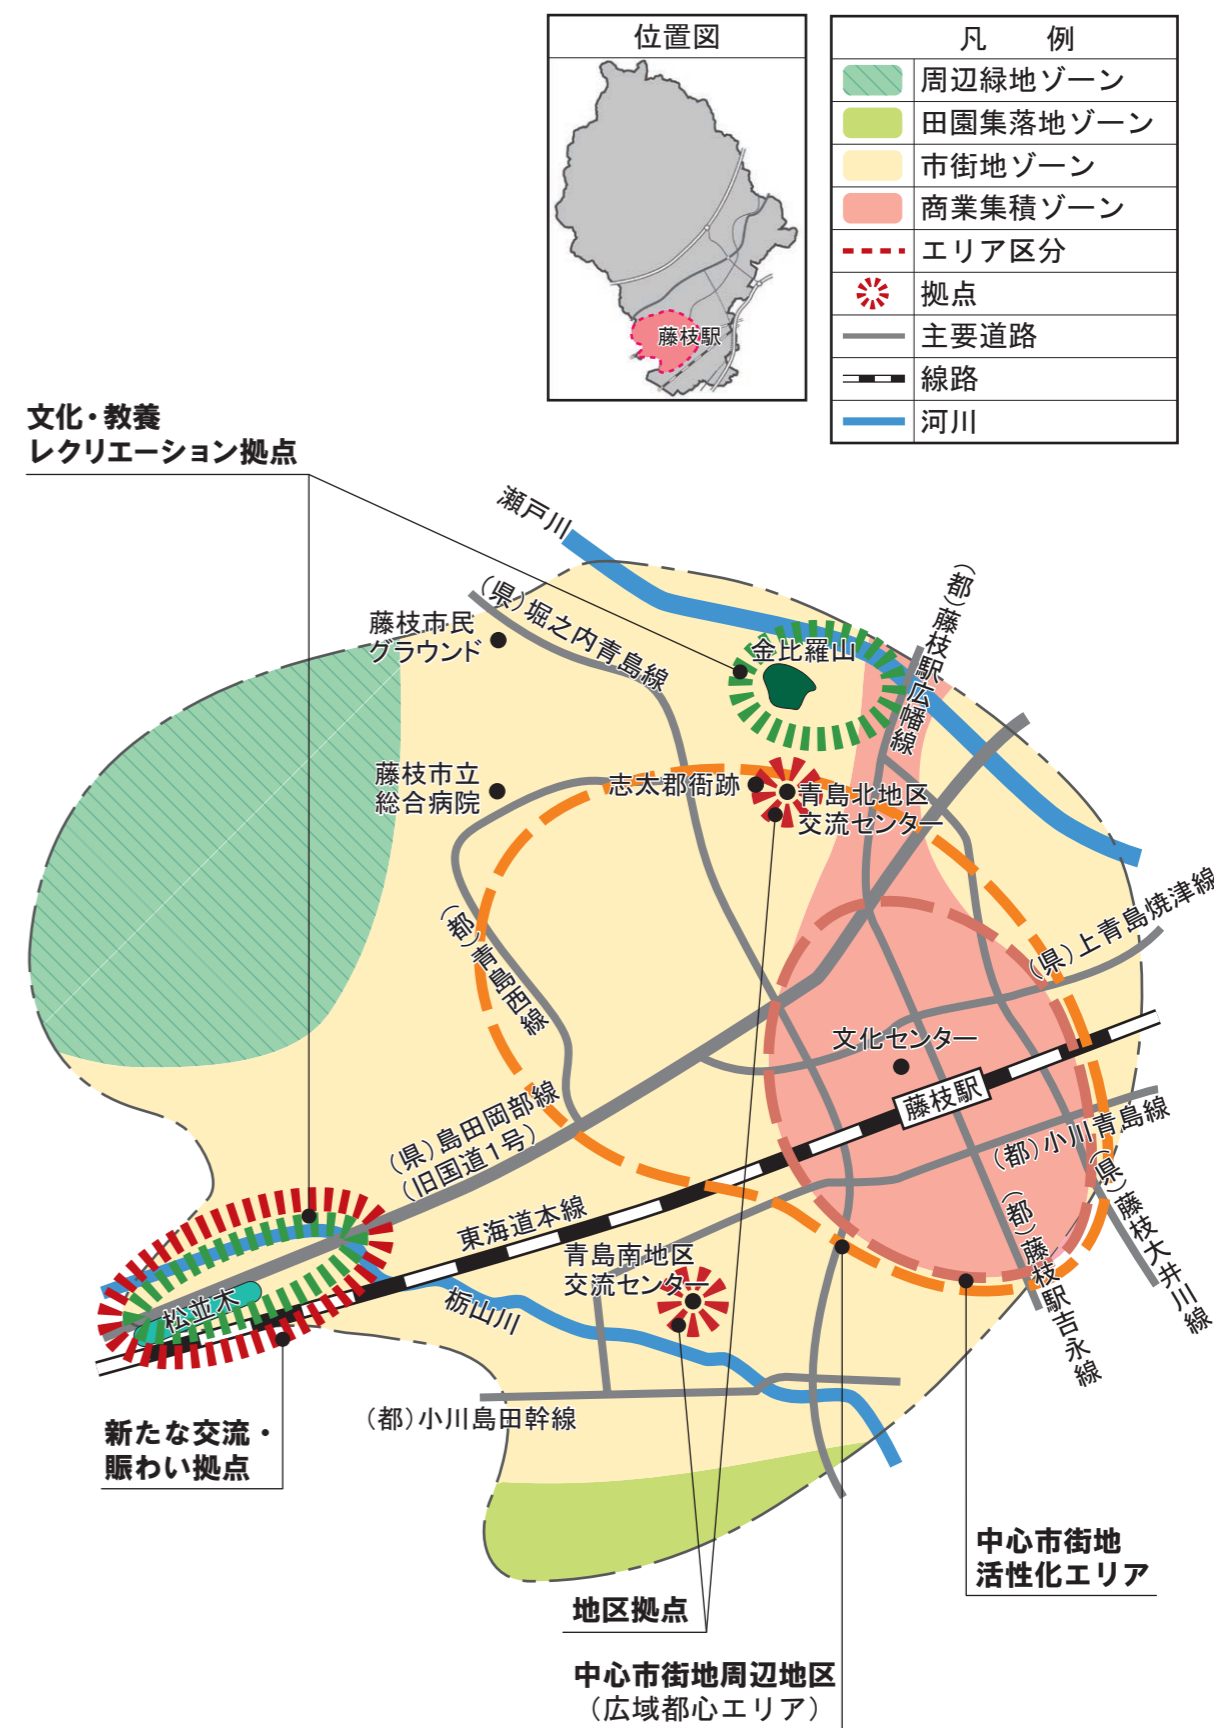 位置図
藤枝駅
凡　例
周辺緑地ゾーン
田園集落地ゾーン
市街地ゾーン
商業集積ゾーン
エリア区分
拠点
主要道路
線路
河川
文化・教養
レクリエーション拠点
瀬戸川
(県)堀之内青島線
(都)藤枝駅広幡線
藤枝市民
グラウンド
金比羅山
藤枝市立
総合病院
志太郡衙跡
青島北地区
交流センター
(都)青島西線
(県)上青島焼津線
文化センター
藤枝駅
(県)島田岡部線
(旧国道1号)
(都)小川青島線
(県)藤枝大井川線
(都)藤枝駅吉永線
東海道本線
青島南地区
交流センター
松並木
栃山川
(都)小川島田幹線
新たな交流・
賑わい拠点
中心市街地
活性化エリア
地区拠点
中心市街地周辺地区
(広域都心エリア)